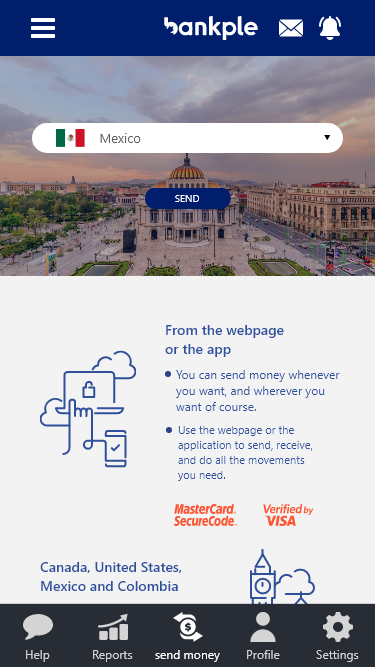 bankple
Mexico
SEND
From the webpage
or the app
You can send money whenever
you want, and wherever you
want of course.
Use the webpage or the
application to send, receive,
and do all the movements
you need.
MasterCard.
SecureCode.
Verified by
VISA
Canada, United States,
Mexico and Colombia
Help
Reports
send money
Profile
Settings